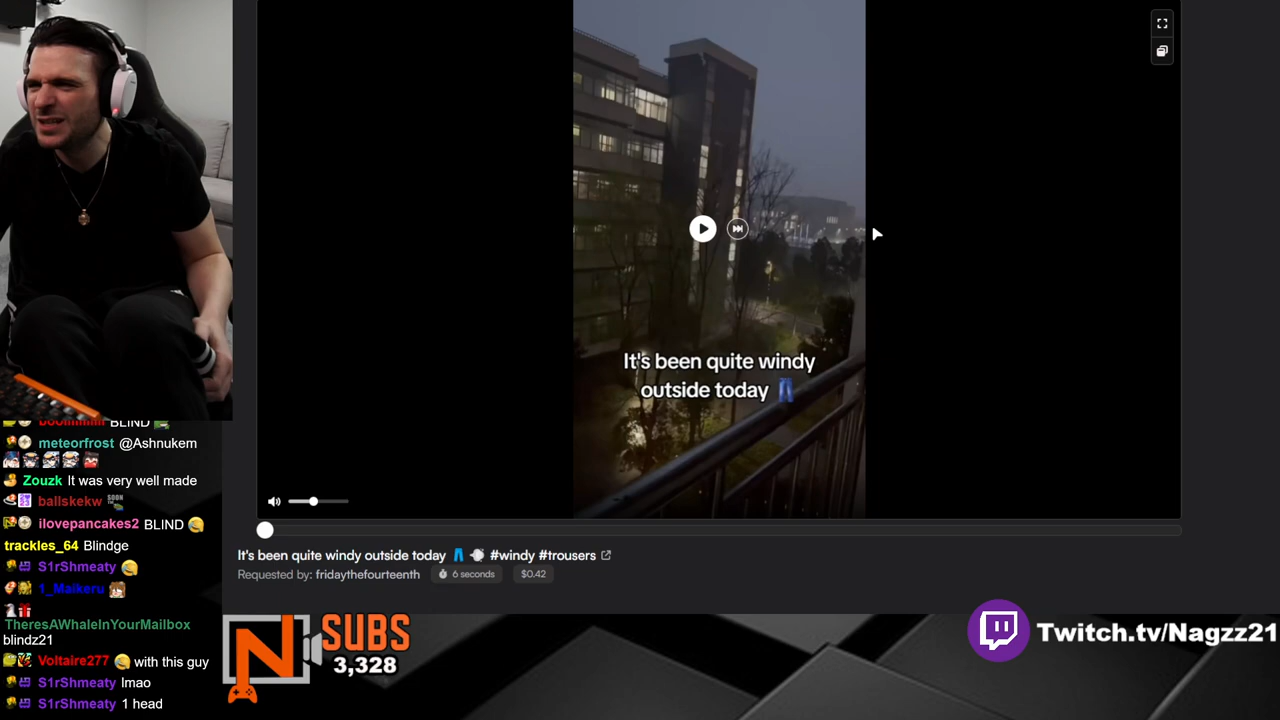 It's been quite windy
outside today
BLIND
meteorfrost @Ashnukem
Zouzk It was very well made
ballskekw
ilovepancakes2 BLIND
trackles_64 Blindge
S1rShmeaty
1_Maikeru
TheresAWhaleInYourMailbox
blindz21
Voltaire277 with this guy
S1rShmeaty lmao
S1rShmeaty 1 head
It's been quite windy outside today #windy #trousers
Requested by: fridaythefourteenth 6 seconds $0.42
SUBS
3,328
Twitch.tv/Nagzz21